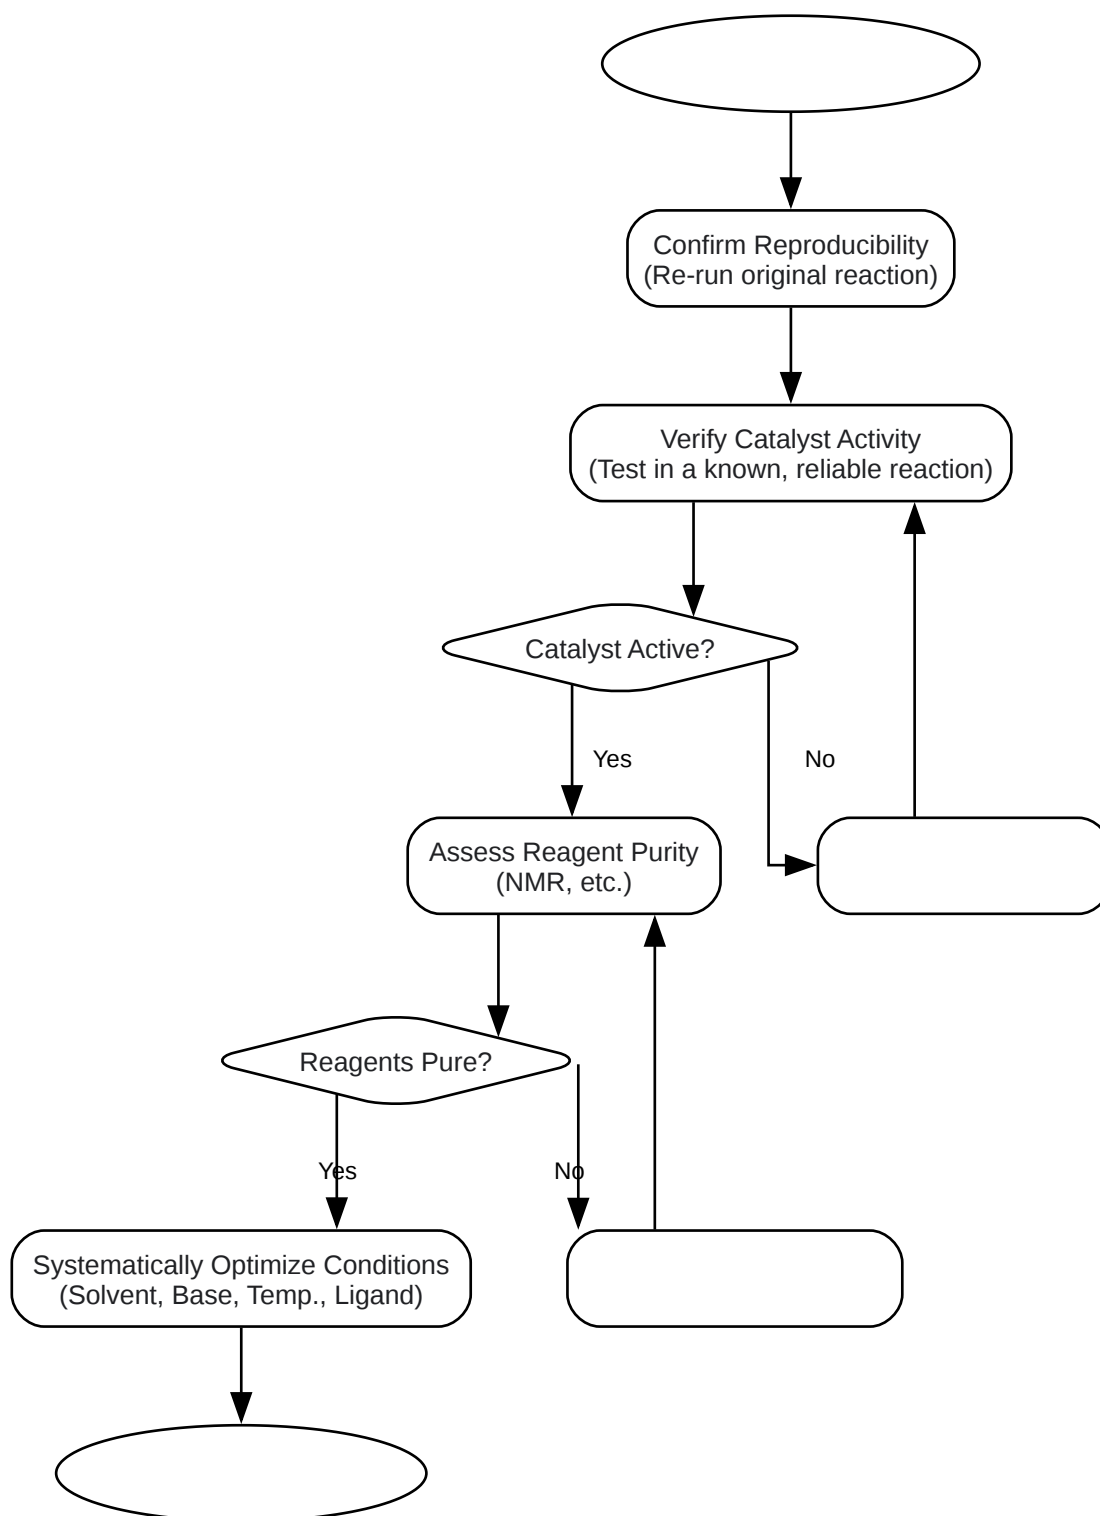 Confirm Reproducibility
(Re-run original reaction)
Verify Catalyst Activity
(Test in a known, reliable reaction)
Catalyst Active?
Yes
No
Assess Reagent Purity
(NMR, etc.)
Reagents Pure?
Yes
No
Systematically Optimize Conditions
(Solvent, Base, Temp., Ligand)